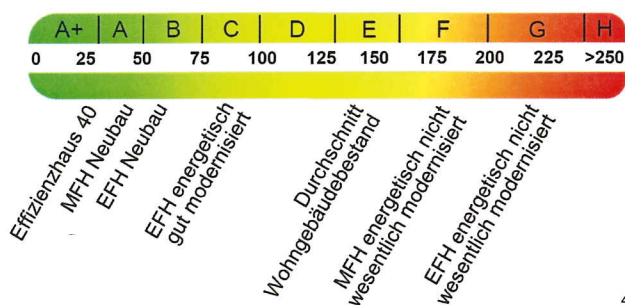 A+ A B C D E F G H
0 25 50 75 100 125 150 175 200 225 >250
Effizienzhaus 40
MFH Neubau
EFH Neubau
EFH energetisch
gut modernisiert
Durchschnitt
Wohngebäudebestand
MFH energetisch nicht
wesentlich modernisiert
EFH energetisch nicht
wesentlich modernisiert